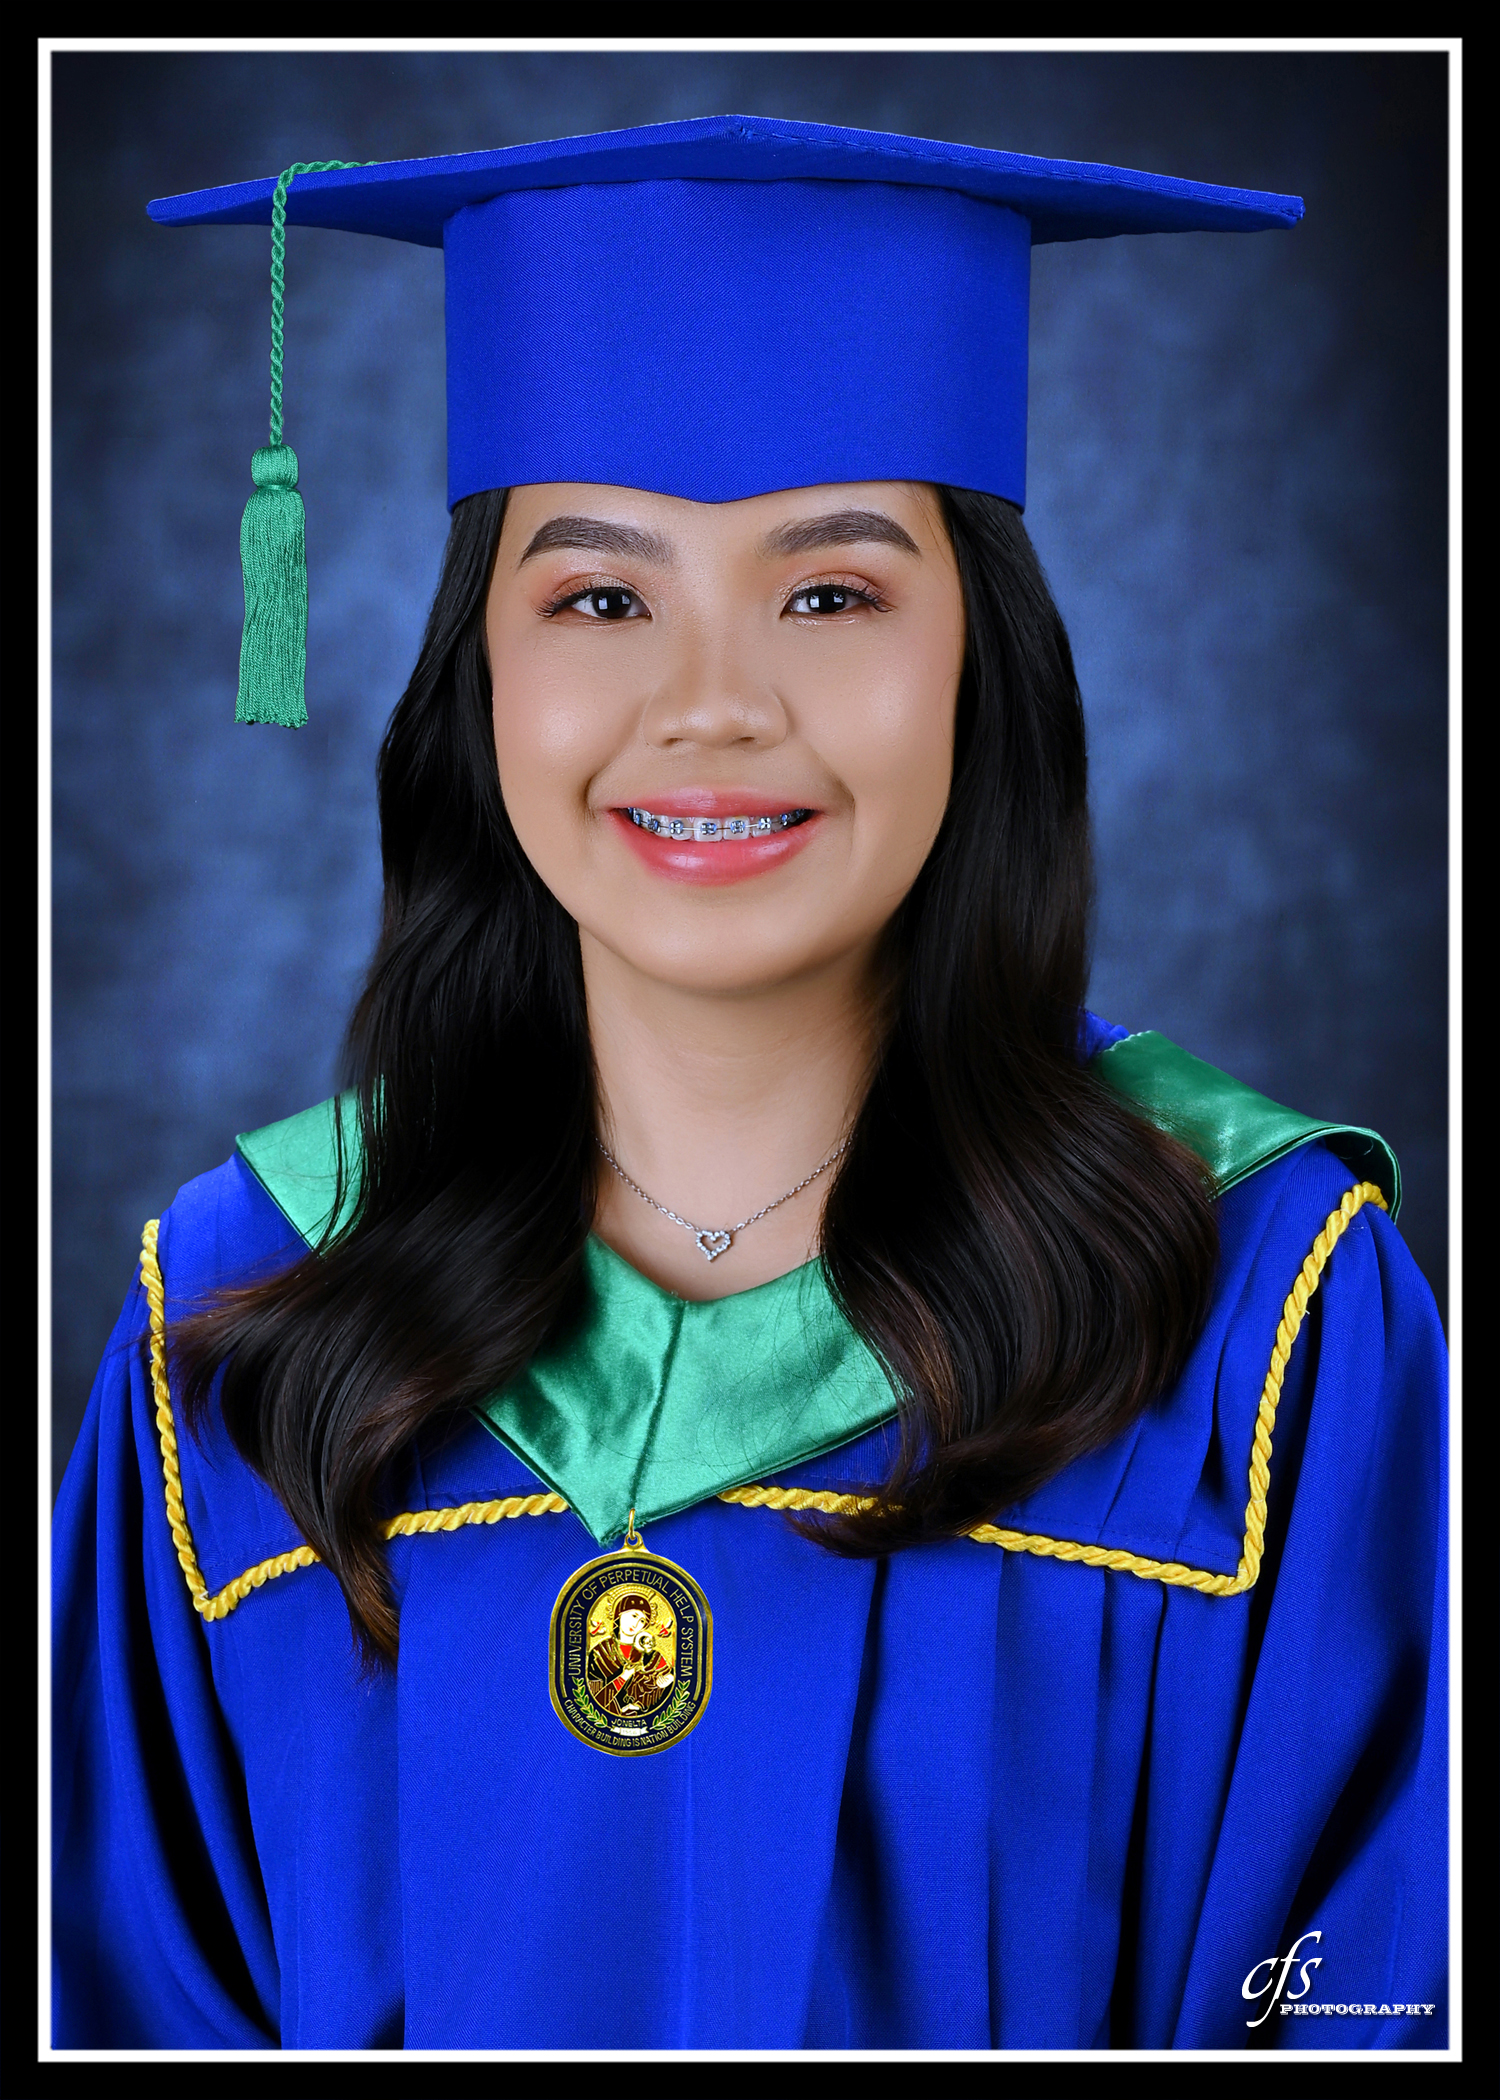 UNIVERSITY OF PERPETUAL HELP SYSTEM
JONELTA
CHARACTER BUILDING IS NATION BUILDING
cfs
PHOTOGRAPHY